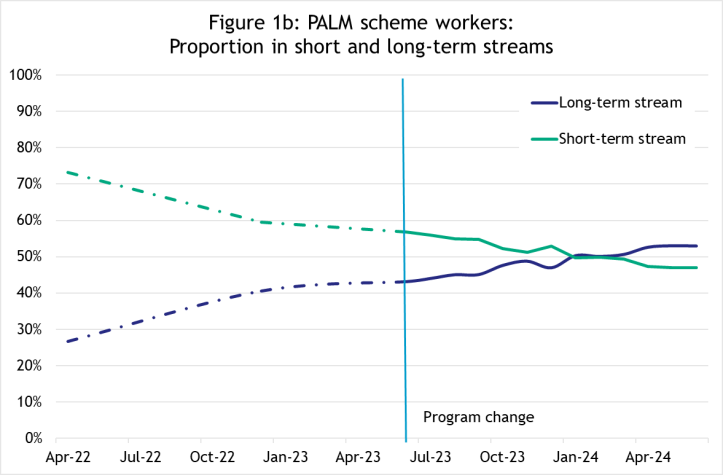 Figure 1b: PALM scheme workers:
Proportion in short and long-term streams
100%
90%
80%
70%
60%
50%
40%
30%
20%
10%
0%
Long-term stream
Short-term stream
Program change
Apr-22
Jul-22
Oct-22
Jan-23
Apr-23
Jul-23
Oct-23
Jan-24
Apr-24